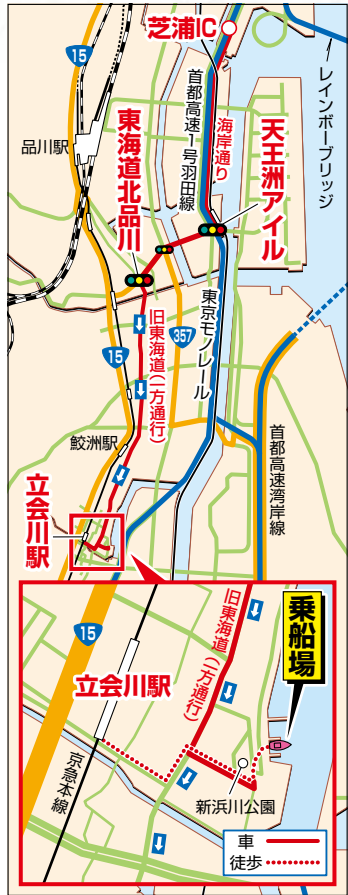 芝浦IC
15
レインボーブリッジ
首都高速1号羽田線
海岸通り
品川駅
東海道北品川
天王洲アイル
旧東海道(一方通行)
357
東京モノレール
15
首都高速湾岸線
鮫洲駅
立会川駅
旧東海道(一方通行)
乗船場
15
立会川駅
京急本線
新浜川公園
車
徒歩